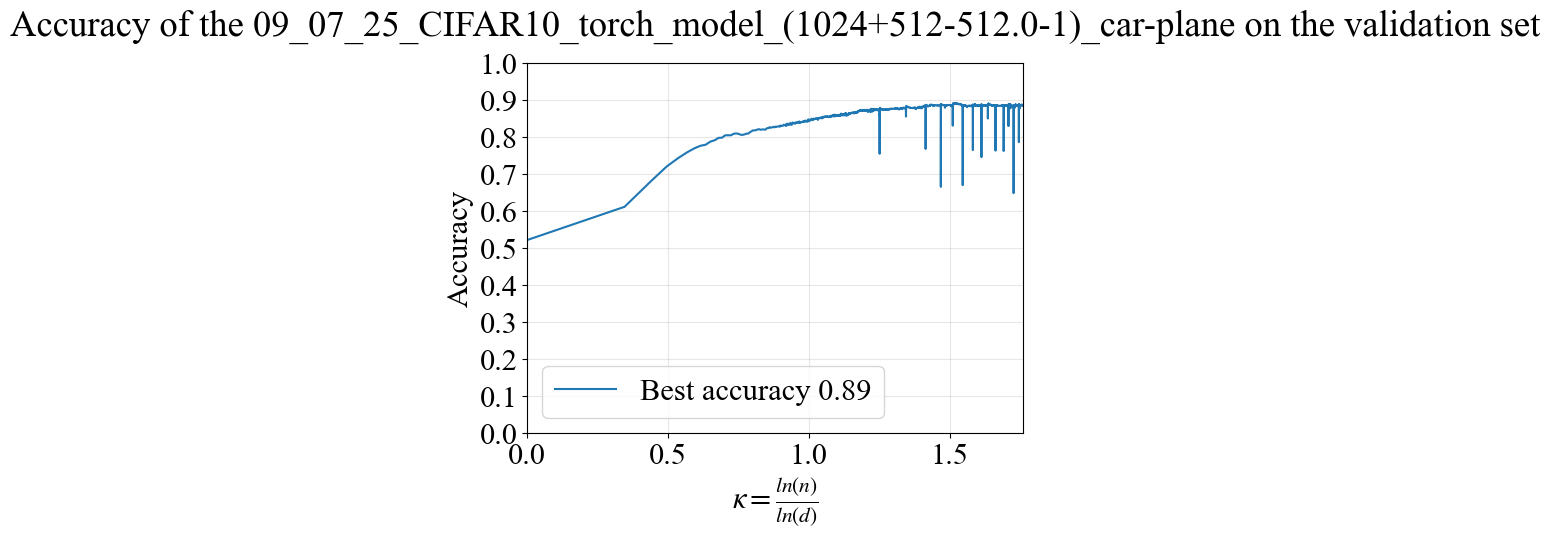 Accuracy of the 09_07_25_CIFAR10_torch_model_(1024+512-512.0-1)_car-plane on the validation set
1.0
0.9
0.8
0.7
0.6
0.5
0.4
0.3
0.2
0.1
0.0
Accuracy
Best accuracy 0.89
0.0 0.5 1.0 1.5
κ = ln(n) / ln(d)